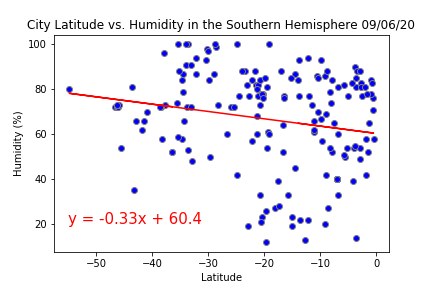 City Latitude vs. Humidity in the Southern Hemisphere 09/06/20
100
80
60
40
20
Humidity (%)
y = -0.33x + 60.4
−50 −40 −30 −20 −10 0
Latitude